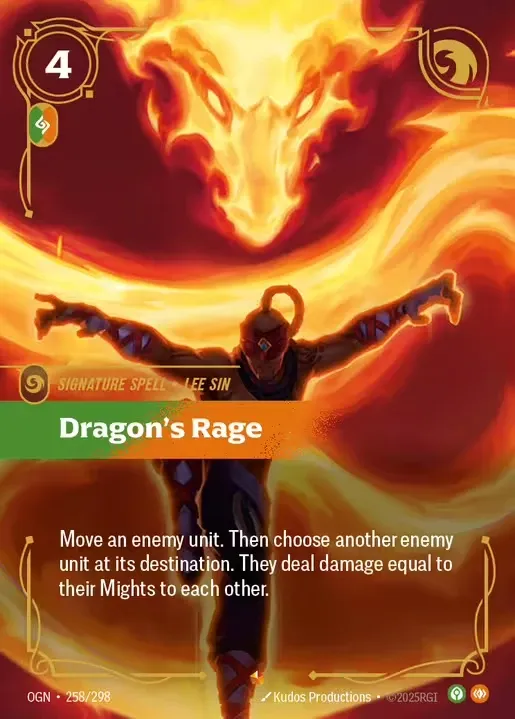 4
SIGNATURE SPELL • LEE SIN
Dragon's Rage
Move an enemy unit. Then choose another enemy
unit at its destination. They deal damage equal to
their Mights to each other.
OGN • 258/298
Kudos Productions • ©2025RGI